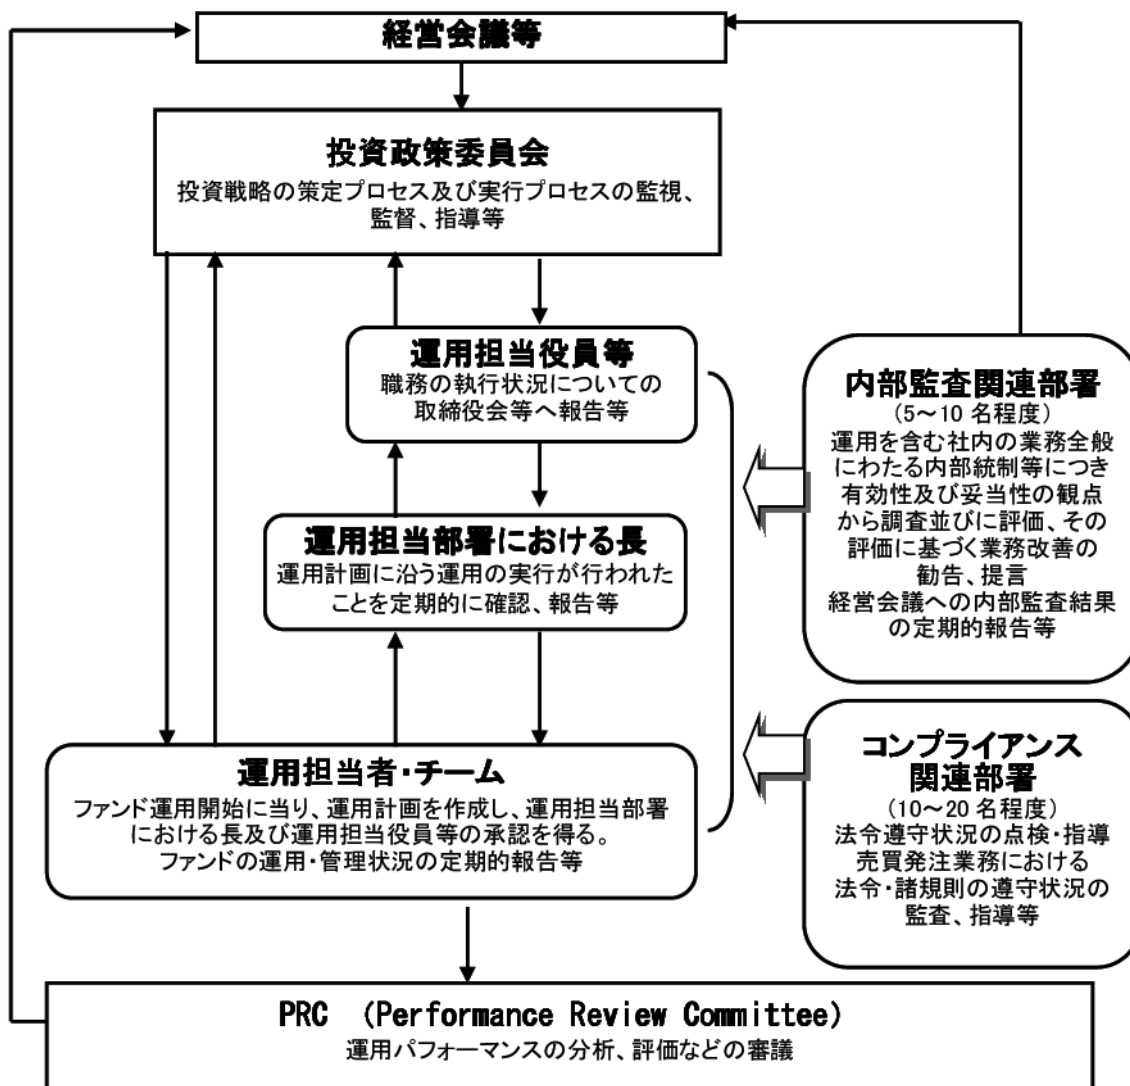 経営会議等
投資政策委員会
投資戦略の策定プロセス及び実行プロセスの監視、
監督、指導等
運用担当役員等
職務の執行状況についての
取締役会等へ報告等
運用担当部署における長
運用計画に沿う運用の実行が行われた
ことを定期的に確認、報告等
運用担当者・チーム
ファンド運用開始に当り、運用計画を作成し、運用担当部署
における長及び運用担当役員等の承認を得る。
ファンドの運用・管理状況の定期的報告等
内部監査関連部署
(5～10 名程度)
運用を含む社内の業務全般
にわたる内部統制等につき
有効性及び妥当性の観点
から調査並びに評価、その
評価に基づく業務改善の
勧告、提言
経営会議への内部監査結果
の定期的報告等
コンプライアンス
関連部署
(10～20 名程度)
法令遵守状況の点検・指導
売買発注業務における
法令・諸規則の遵守状況の
監査、指導等
PRC (Performance Review Committee)
運用パフォーマンスの分析、評価などの審議